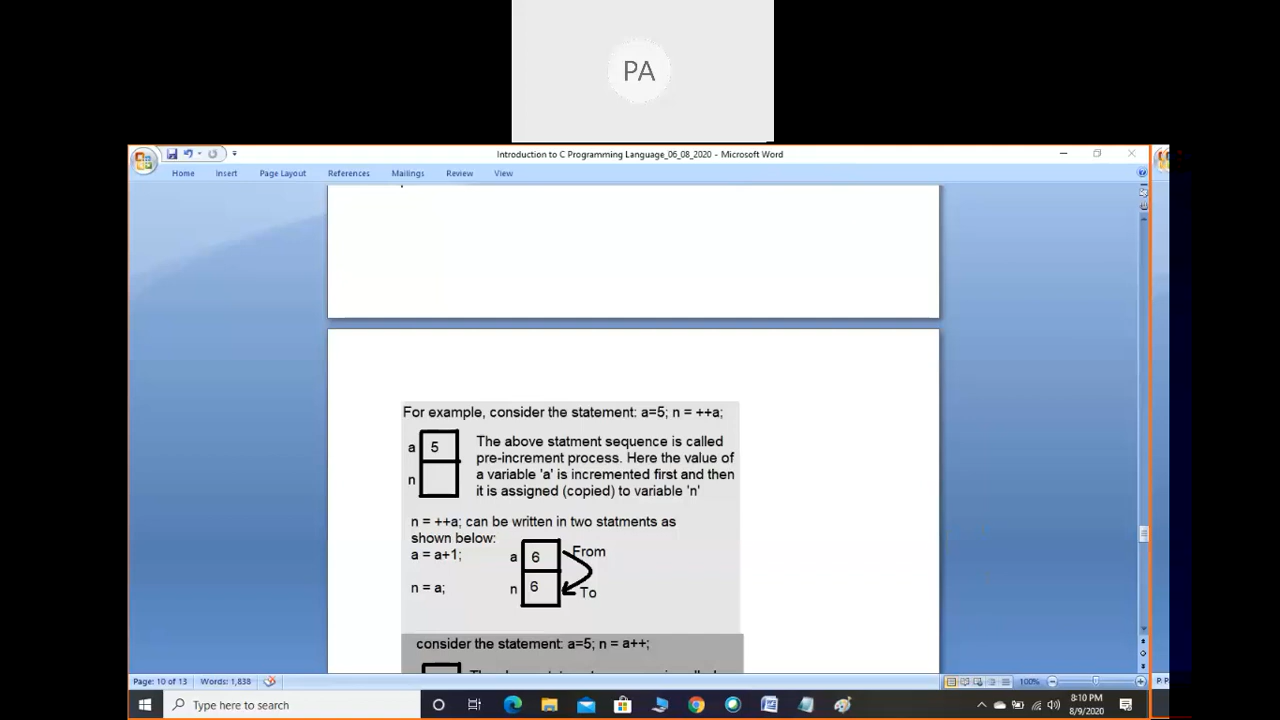 PA
Introduction to C Programming Language_06_08_2020 - Microsoft Word
Home Insert Page Layout References Mailings Review View
For example, consider the statement: a=5; n = ++a;
a 5
n
The above statment sequence is called
pre-increment process. Here the value of
a variable 'a' is incremented first and then
it is assigned (copied) to variable 'n'
n = ++a; can be written in two statments as
shown below:
a = a+1;
a 6 From
n = a;
n 6 To
consider the statement: a=5; n = a++;
Page: 10 of 13 Words: 1,838
100%
P. P
Type here to search
8:10 PM
8/9/2020